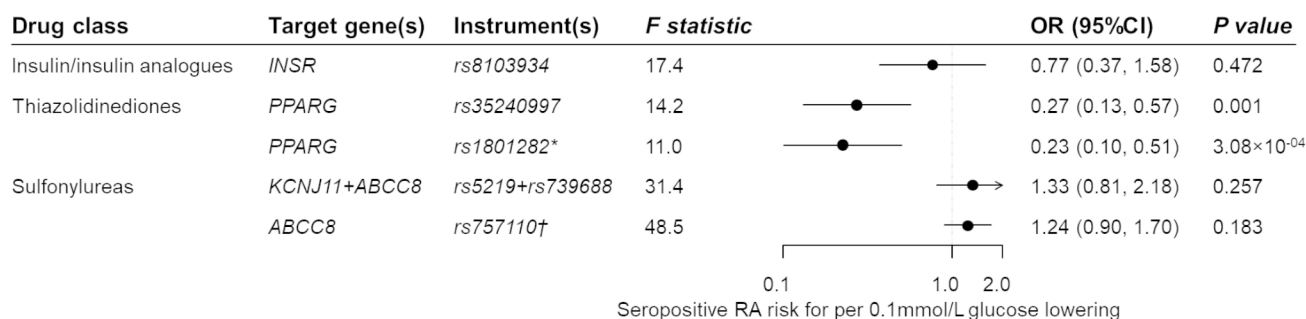 Drug class Target gene(s) Instrument(s) F statistic OR (95%CI) P value
Insulin/insulin analogues INSR rs8103934 17.4 0.77 (0.37, 1.58) 0.472
Thiazolidinediones PPARG rs35240997 14.2 0.27 (0.13, 0.57) 0.001
PPARG rs1801282* 11.0 0.23 (0.10, 0.51) 3.08×10⁻⁰⁴
Sulfonylureas KCNJ11+ABCC8 rs5219+rs739688 31.4 1.33 (0.81, 2.18) 0.257
ABCC8 rs757110† 48.5 1.24 (0.90, 1.70) 0.183
0.1 1.0 2.0
Seropositive RA risk for per 0.1mmol/L glucose lowering